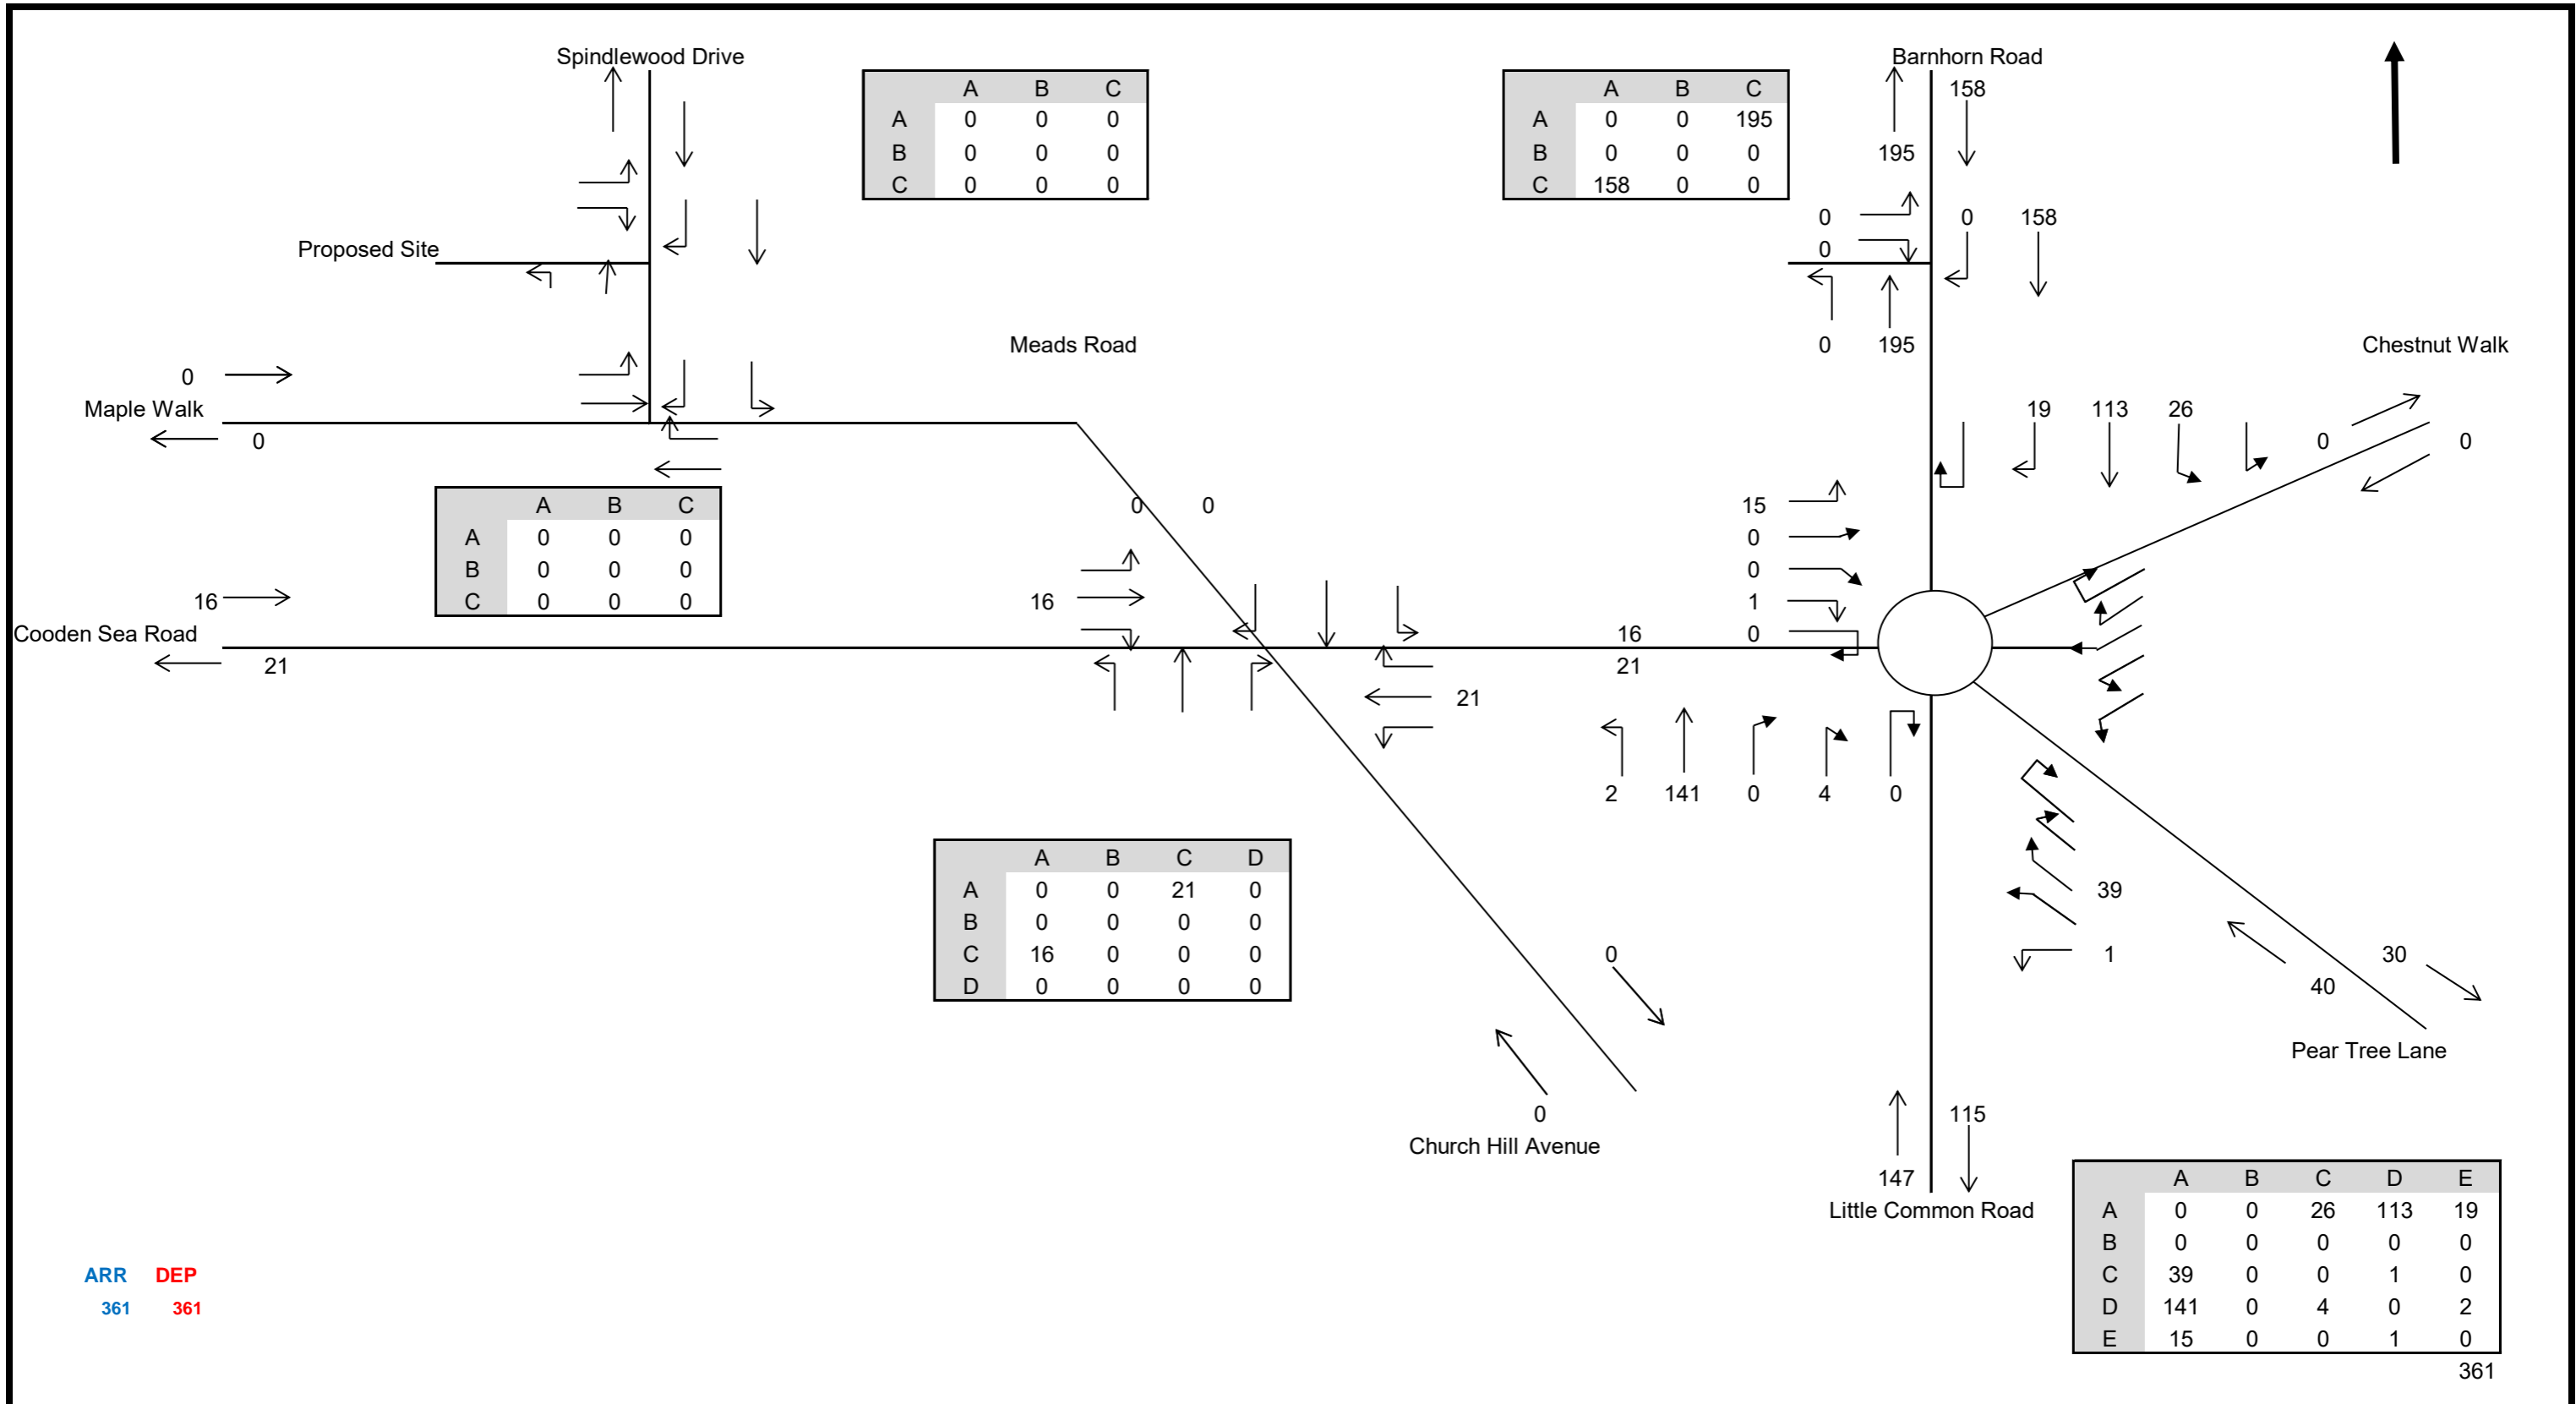 Spindlewood Drive
Barnhorn Road
A B C
A 0 0 0
B 0 0 0
C 0 0 0
A B C
A 0 0 195
B 0 0 0
C 158 0 0
158
195
Proposed Site
0
0
0 158
0 195
Meads Road
Chestnut Walk
0
Maple Walk
0
19 113 26
0 0
A B C
A 0 0 0
B 0 0 0
C 0 0 0
0 0
15
0
0
1
0
16
Cooden Sea Road
21
16
16
21
21
2 141 0 4 0
A B C D
A 0 0 21 0
B 0 0 0 0
C 16 0 0 0
D 0 0 0 0
39
1
0
30
40
Pear Tree Lane
0
Church Hill Avenue
115
147
Little Common Road
A B C D E
A 0 0 26 113 19
B 0 0 0 0 0
C 39 0 0 1 0
D 141 0 4 0 2
E 15 0 0 1 0
361
ARR DEP
361 361